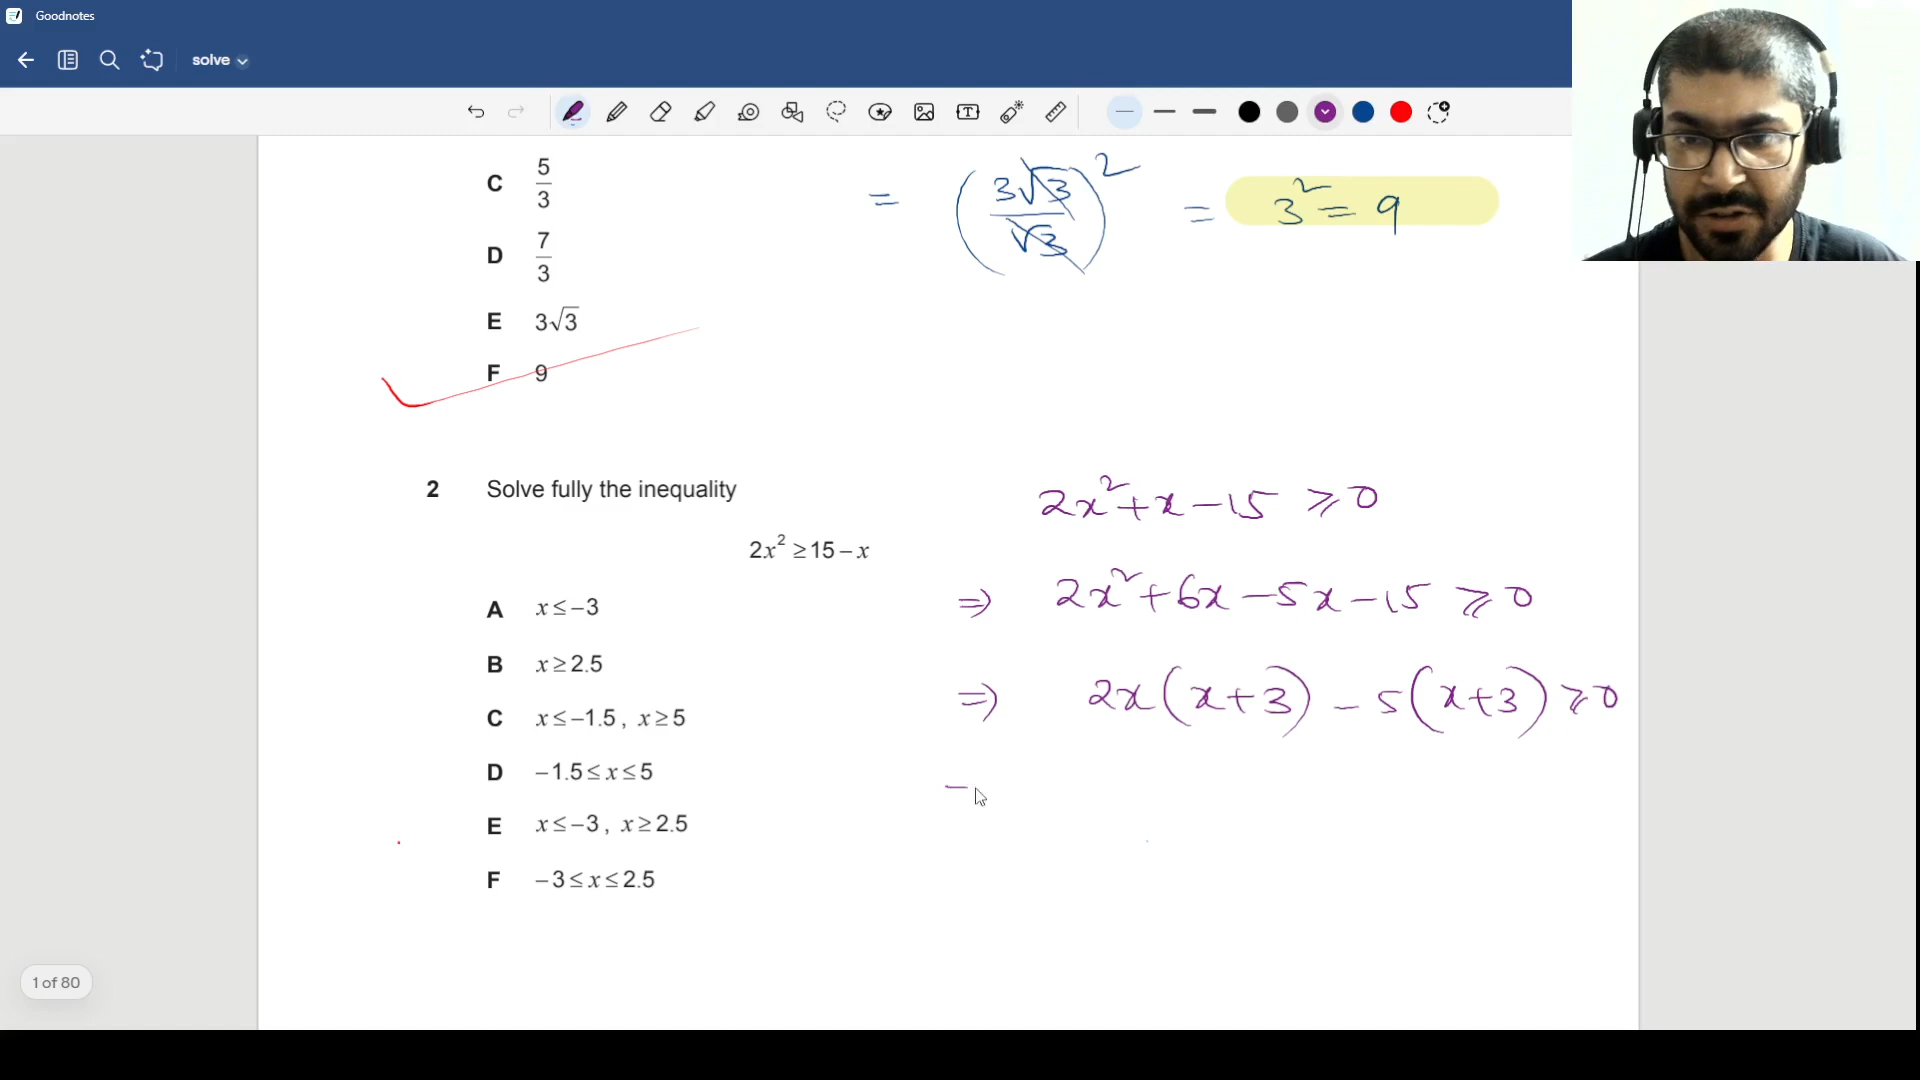 Goodnotes
solve
C 5/3
= (3√3/√3)² = 3² = 9
D 7/3
E 3√3
F 9
2 Solve fully the inequality
2x² ≥ 15 – x
A x ≤ –3
B x ≥ 2.5
C x ≤ –1.5 , x ≥ 5
D –1.5 ≤ x ≤ 5
E x ≤ –3 , x ≥ 2.5
F –3 ≤ x ≤ 2.5
2x² + x – 15 ⩾ 0
⇒ 2x² + 6x – 5x – 15 ⩾ 0
⇒ 2x(x+3) – 5(x+3) ⩾ 0
1 of 80